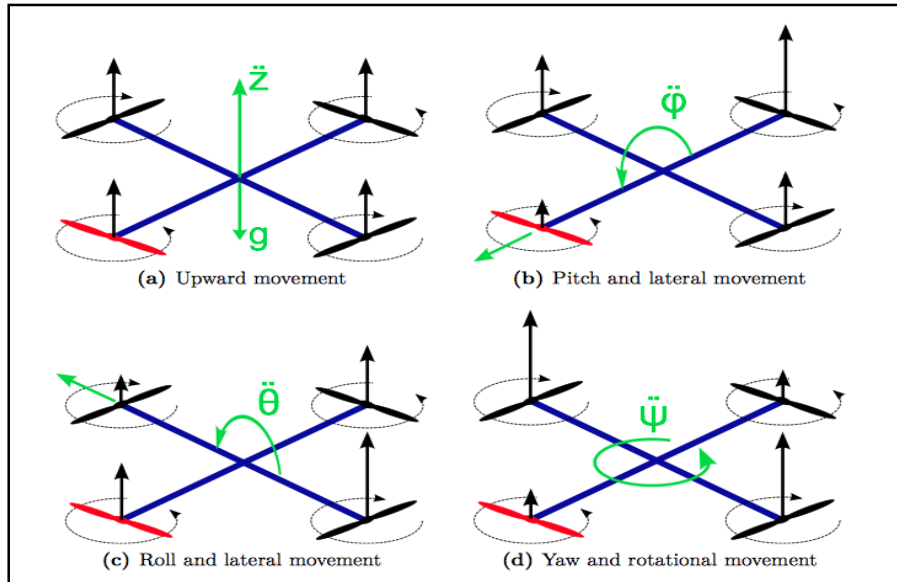 z̈
g
(a) Upward movement
φ̈
(b) Pitch and lateral movement
θ̈
(c) Roll and lateral movement
ψ̈
(d) Yaw and rotational movement